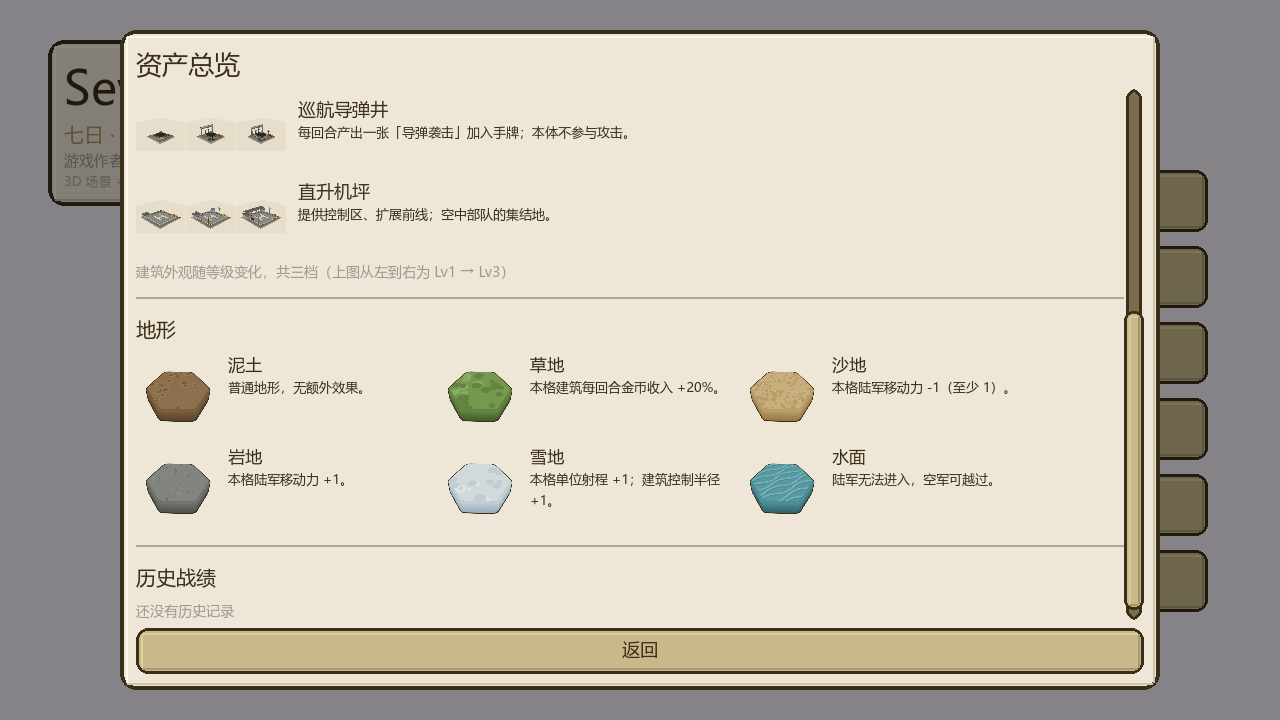 资产总览
巡航导弹井
每回合产出一张「导弹袭击」加入手牌；本体不参与攻击。
直升机坪
提供控制区、扩展前线；空中部队的集结地。
建筑外观随等级变化，共三档（上图从左到右为 Lv1 → Lv3）
地形
泥土
普通地形，无额外效果。
草地
本格建筑每回合金币收入 +20%。
沙地
本格陆军移动力 -1（至少 1）。
岩地
本格陆军移动力 +1。
雪地
本格单位射程 +1；建筑控制半径
+1。
水面
陆军无法进入，空军可越过。
历史战绩
还没有历史记录
返回
七日 ·
游戏作者
3D 场景